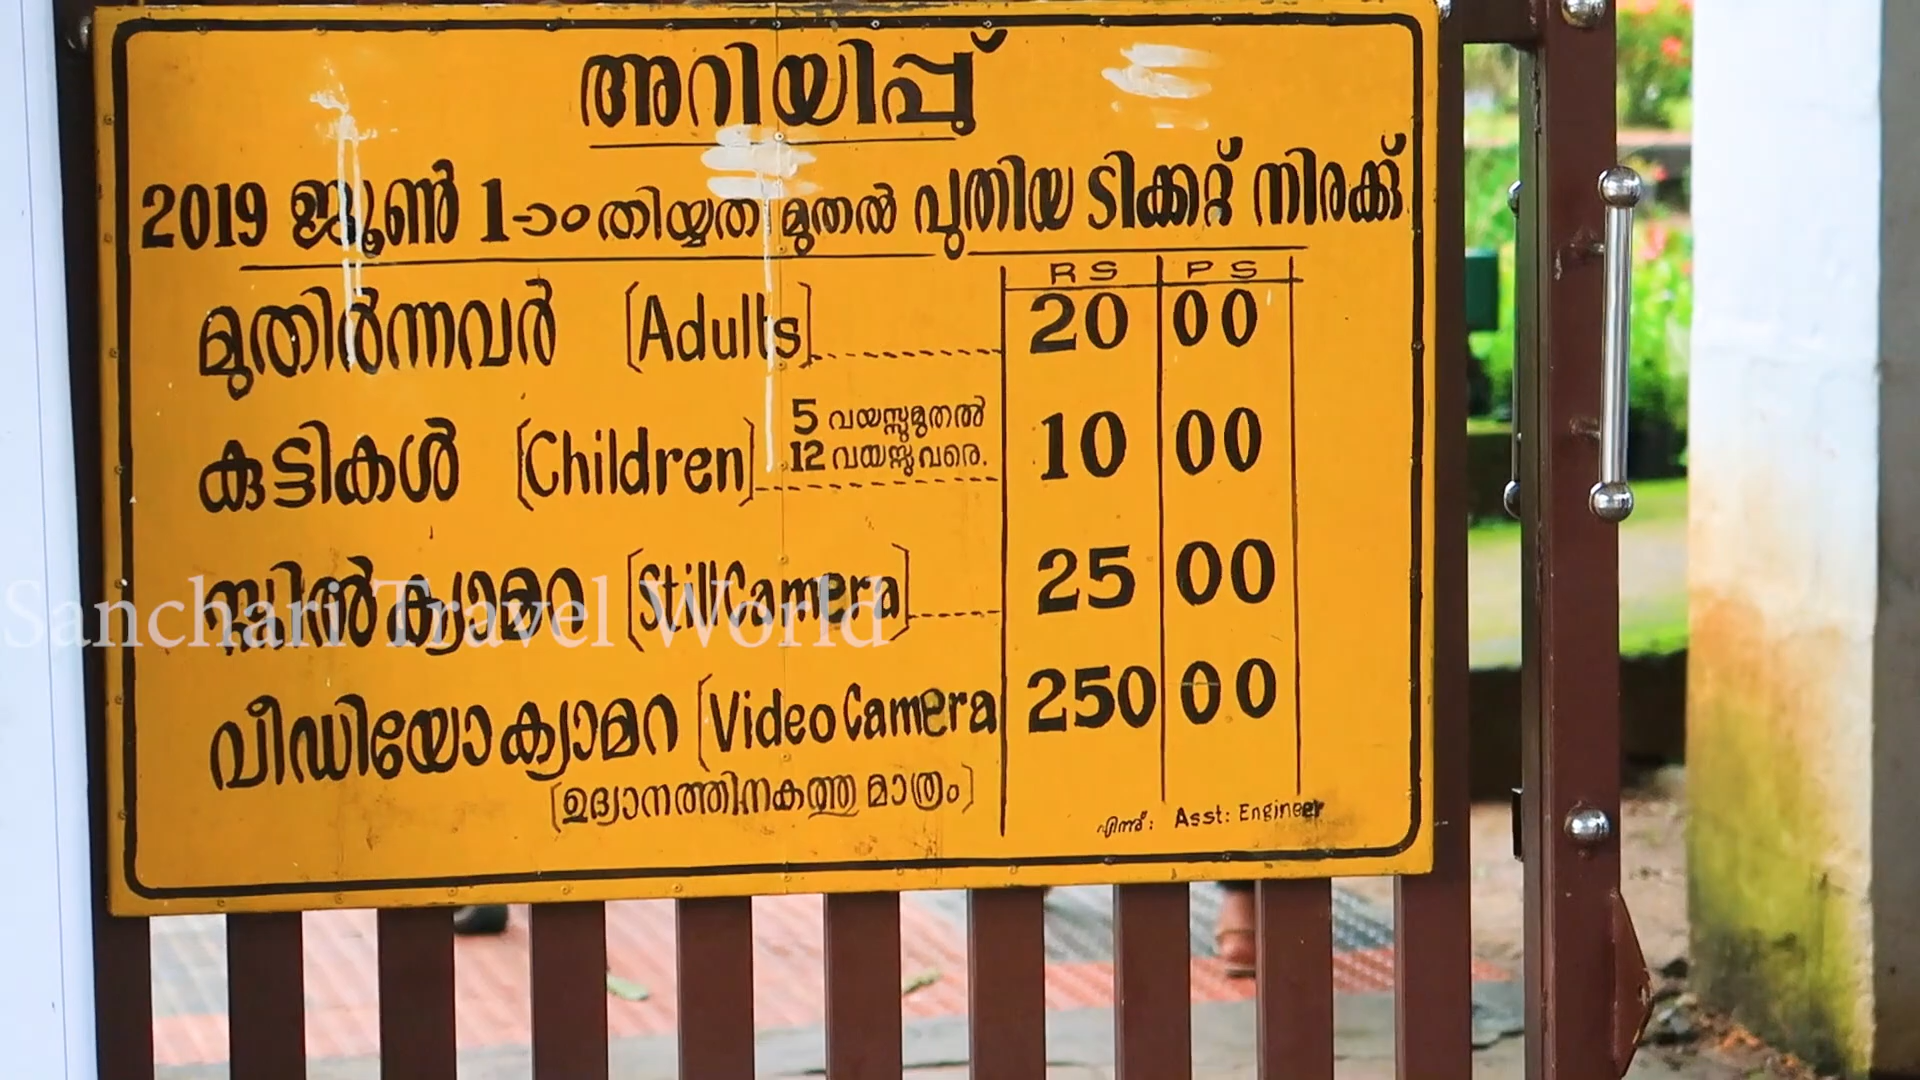 അറിയിപ്പ്
2019 ജൂൺ 1-ാം തിയ്യതി മുതൽ പുതിയ ടിക്കറ്റ് നിരക്ക്
RS PS
മുതിർന്നവർ (Adults) 20 00
കുട്ടികൾ (Children) 5 വയസ്സുമുതൽ 12 വയസ്സുവരെ. 10 00
സ്റ്റിൽക്യാമറ (Still Camera) 25 00
വീഡിയോക്യാമറ (Video Camera 250 00
(ഉദ്യാനത്തിനകത്തു മാത്രം)
എന്ന്: Asst: Engineer
Sanchari Travel World